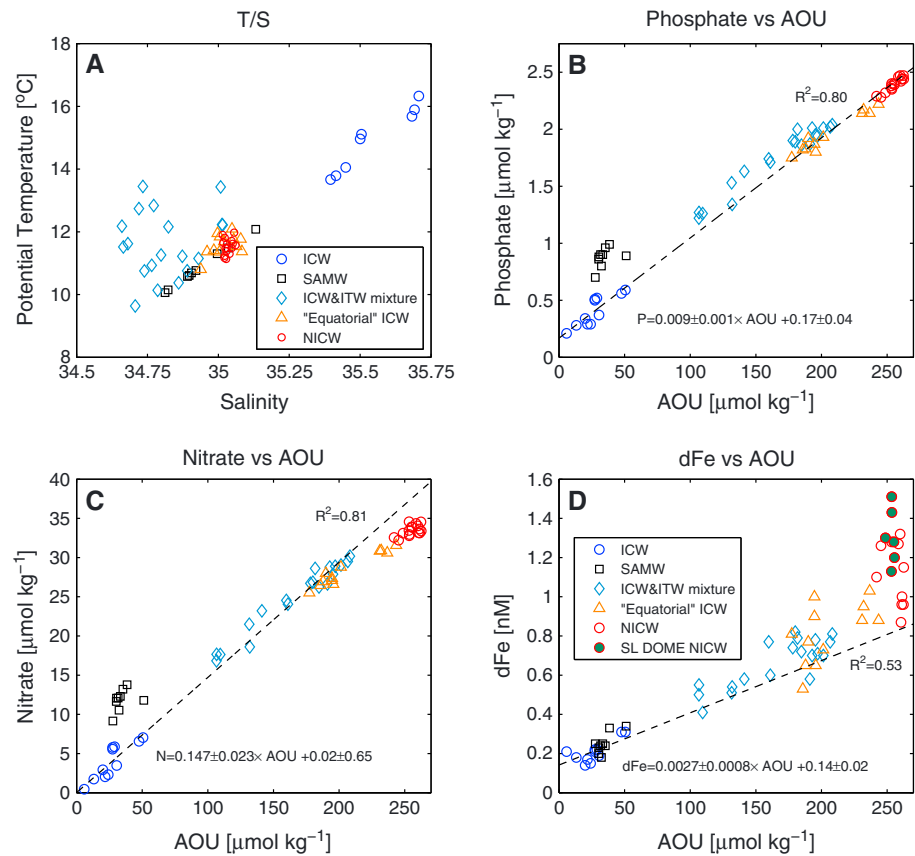 T/S
A
18
16
14
12
10
8
34.5
34.75
35
35.25
35.5
35.75
Potential Temperature [°C]
Salinity
ICW
SAMW
ICW&ITW mixture
"Equatorial" ICW
NICW
Phosphate vs AOU
B
2.5
2
1.5
1
0.5
0
0
50
100
150
200
250
Phosphate [μmol kg⁻¹]
AOU [μmol kg⁻¹]
R²=0.80
P=0.009±0.001× AOU +0.17±0.04
Nitrate vs AOU
C
40
35
30
25
20
15
10
5
0
0
50
100
150
200
250
Nitrate [μmol kg⁻¹]
AOU [μmol kg⁻¹]
R²=0.81
N=0.147±0.023× AOU +0.02±0.65
dFe vs AOU
D
1.6
1.4
1.2
1
0.8
0.6
0.4
0.2
0
0
50
100
150
200
250
dFe [nM]
AOU [μmol kg⁻¹]
ICW
SAMW
ICW&ITW mixture
"Equatorial" ICW
NICW
SL DOME NICW
R²=0.53
dFe=0.0027±0.0008× AOU +0.14±0.02